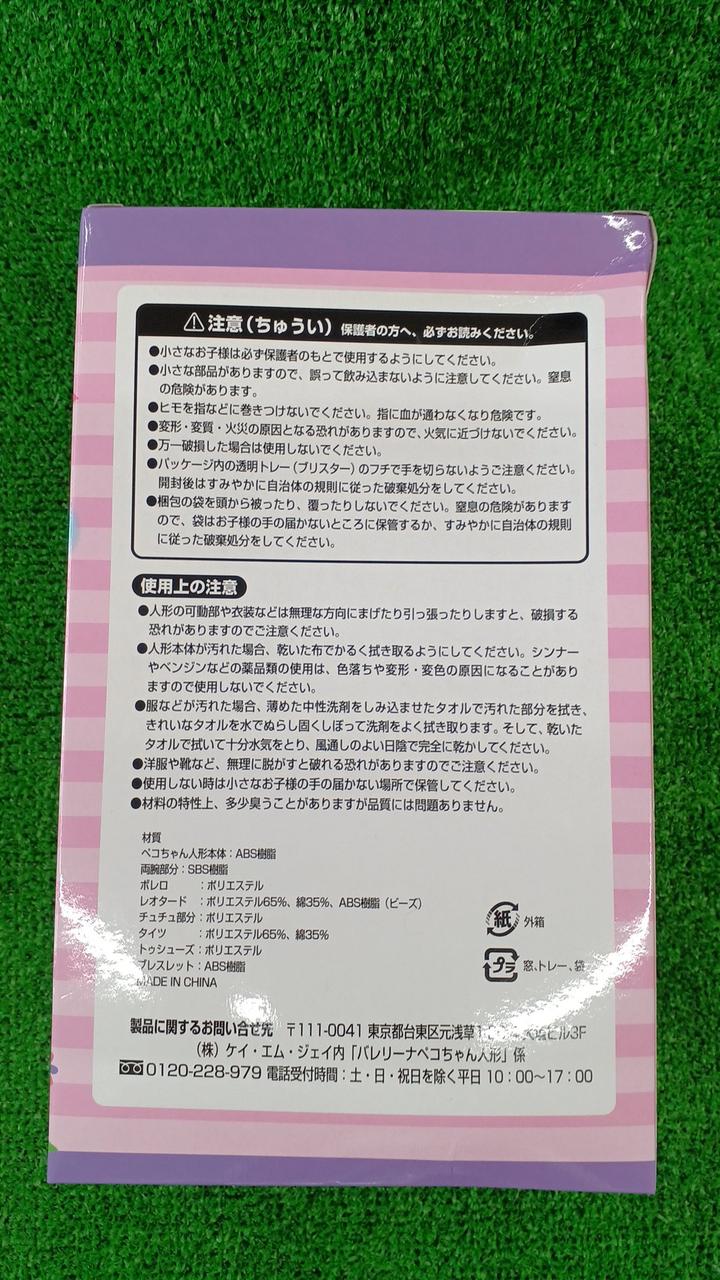 注意(ちゅうい) 保護者の方へ、必ずお読みください。
●小さなお子様は必ず保護者のもとで使用するようにしてください。
●小さな部品がありますので、誤って飲み込まないように注意してください。窒息
の危険があります。
●ヒモを指などに巻きつけないでください。指に血が通わなくなり危険です。
●変形・変質・火災の原因となる恐れがありますので、火気に近づけないでください。
●万一破損した場合は使用しないでください。
●パッケージ内の透明トレー(ブリスター)のフチで手を切らないようご注意ください。
開封後はすみやかに自治体の規則に従った破棄処分をしてください。
●梱包の袋を頭から被ったり、覆ったりしないでください。窒息の危険があります
ので、袋はお子様の手の届かないところに保管するか、すみやかに自治体の規則
に従った破棄処分をしてください。
使用上の注意
●人形の可動部や衣装などは無理な方向にまげたり引っ張ったりしますと、破損する
恐れがありますのでご注意ください。
●人形本体が汚れた場合、乾いた布でかるく拭き取るようにしてください。シンナー
やベンジンなどの薬品類の使用は、色落ちや変形・変色の原因になることがあり
ますので使用しないでください。
●服などが汚れた場合、薄めた中性洗剤をしみ込ませたタオルで汚れた部分を拭き、
きれいなタオルを水でぬらし固くしぼって洗剤をよく拭き取ります。そして、乾いた
タオルで拭いて十分水気をとり、風通しのよい日陰で完全に乾かしてください。
●洋服や靴など、無理に脱がすと破れる恐れがありますのでご注意ください。
●使用しない時は小さなお子様の手の届かない場所で保管してください。
●材料の特性上、多少臭うことがありますが品質には問題ありません。
材質
ペコちゃん人形本体:ABS樹脂
両腕部分:SBS樹脂
ボレロ :ポリエステル
レオタード :ポリエステル65%、綿35%、ABS樹脂(ビーズ)
チュチュ部分:ポリエステル
タイツ :ポリエステル65%、綿35%
トゥシューズ:ポリエステル
ブレスレット:ABS樹脂
MADE IN CHINA
紙 外箱
プラ 窓、トレー、袋
製品に関するお問い合せ先 〒111-0041 東京都台東区元浅草 ビル3F
(株)ケイ・エム・ジェイ内「バレリーナペコちゃん人形」係
0120-228-979 電話受付時間:土・日・祝日を除く平日 10:00〜17:00